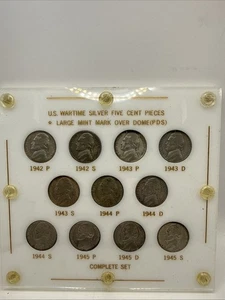 U.S. WARTIME SILVER FIVE CENT PIECES
* LARGE MINT MARK OVER DOME (PDS)
1942 P 1942 S 1943 P 1943 D
1943 S 1944 P 1944 D
1944 S 1945 P 1945 D 1945 S
COMPLETE SET